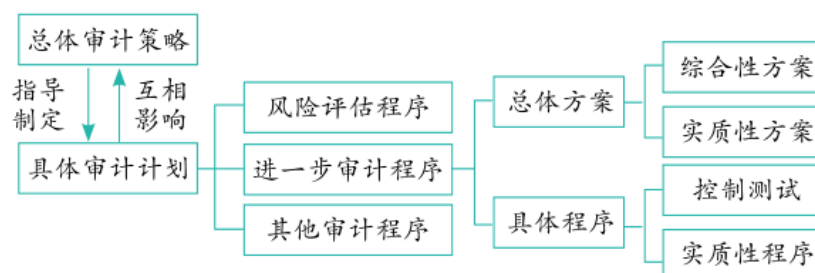 总体审计策略
指导
制定
互相
影响
具体审计计划
风险评估程序
进一步审计程序
其他审计程序
总体方案
具体程序
综合性方案
实质性方案
控制测试
实质性程序